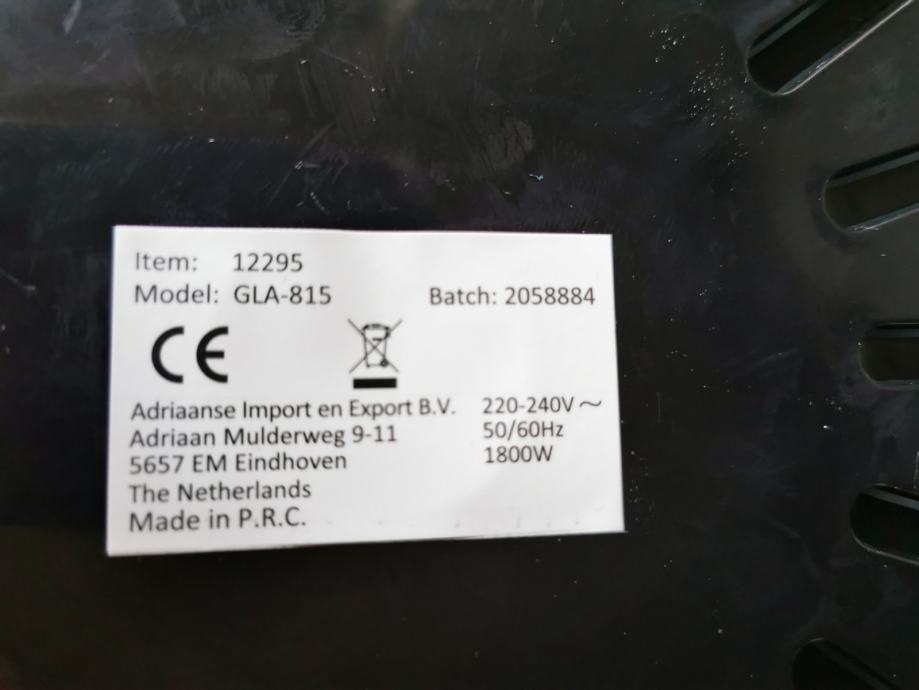 Item: 12295
Model: GLA-815 Batch: 2058884
CE
Adriaanse Import en Export B.V. 220-240V~
Adriaan Mulderweg 9-11 50/60Hz
5657 EM Eindhoven 1800W
The Netherlands
Made in P.R.C.